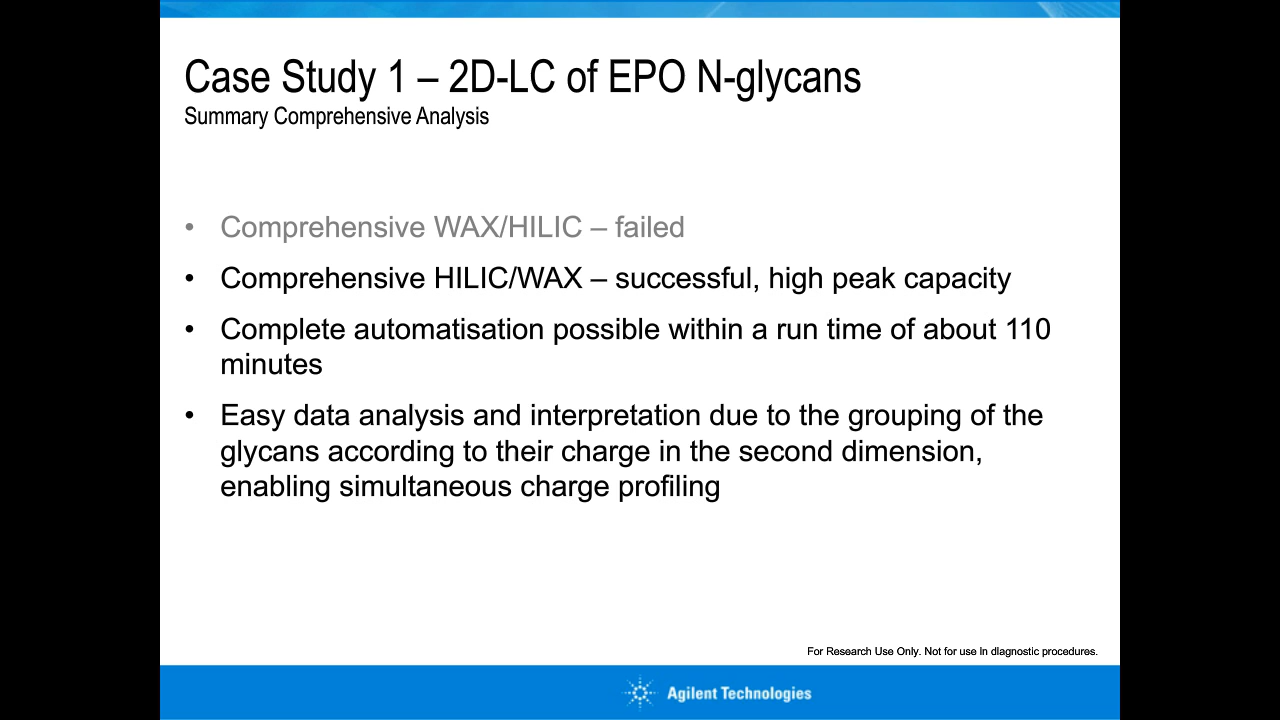 Case Study 1 – 2D-LC of EPO N-glycans
Summary Comprehensive Analysis
• Comprehensive WAX/HILIC – failed
• Comprehensive HILIC/WAX – successful, high peak capacity
• Complete automatisation possible within a run time of about 110
minutes
• Easy data analysis and interpretation due to the grouping of the
glycans according to their charge in the second dimension,
enabling simultaneous charge profiling
For Research Use Only. Not for use in diagnostic procedures.
Agilent Technologies